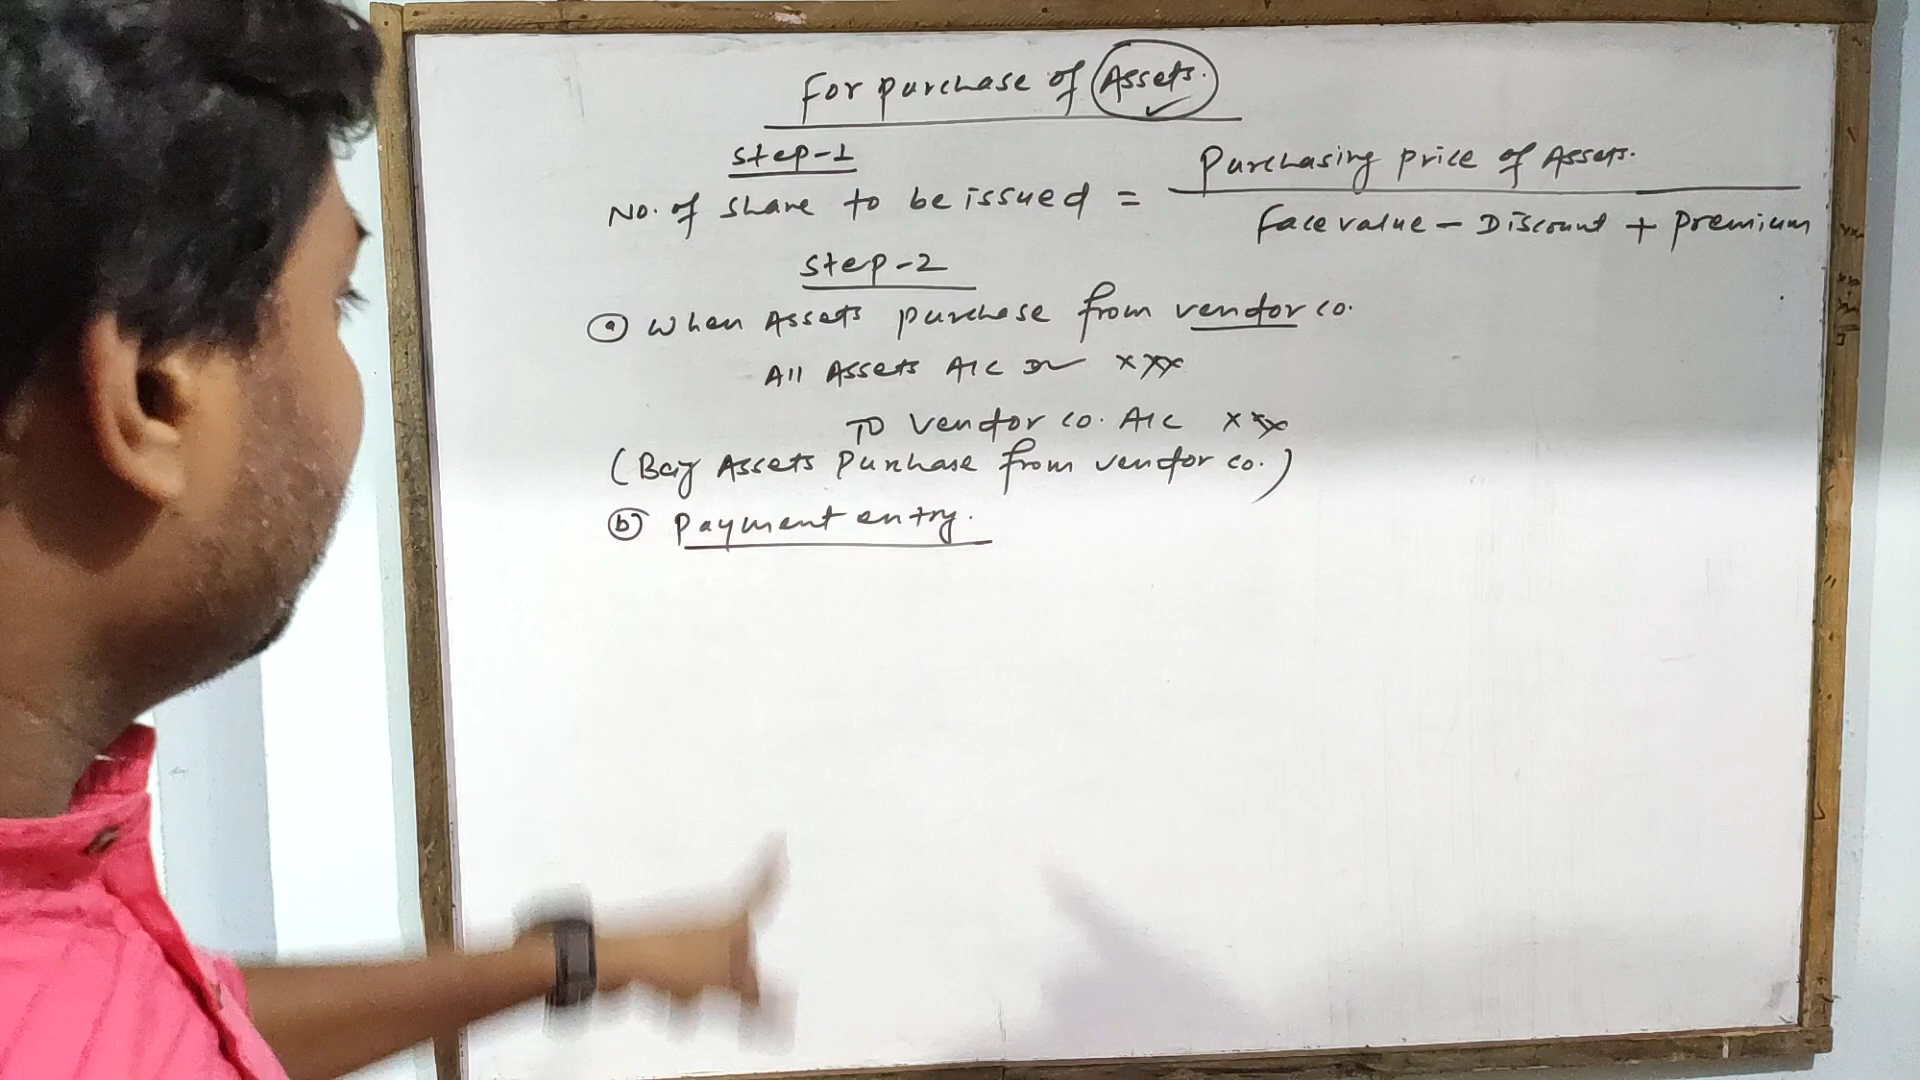 For purchase of Assets.
Step-1
No. of share to be issued = Purchasing price of Assets.
Face value - Discount + Premium
Step-2
(a) When Assets purchase from vendor co.
All Assets A/c Dr xxx
To Vendor co. A/c xxx
(Beig Assets Purchase from vendor co.)
(b) Payment entry.